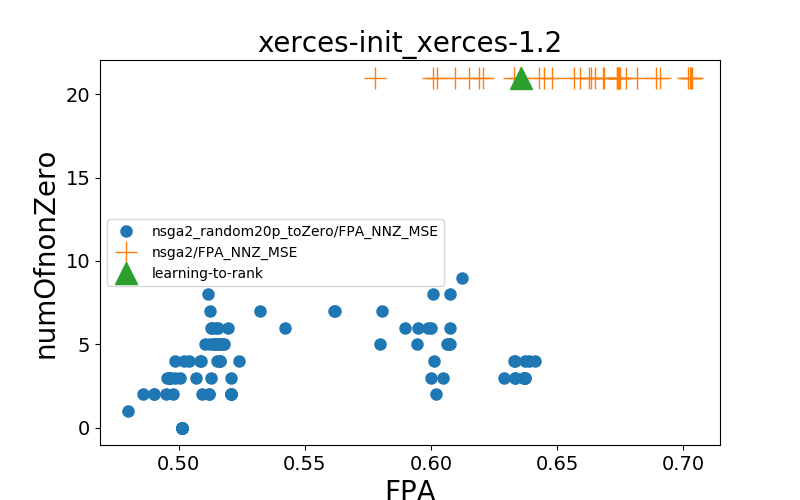 xerces-init_xerces-1.2
numOfnonZero
20
15
10
5
0
nsga2_random20p_toZero/FPA_NNZ_MSE
nsga2/FPA_NNZ_MSE
learning-to-rank
0.50 0.55 0.60 0.65 0.70
FPA